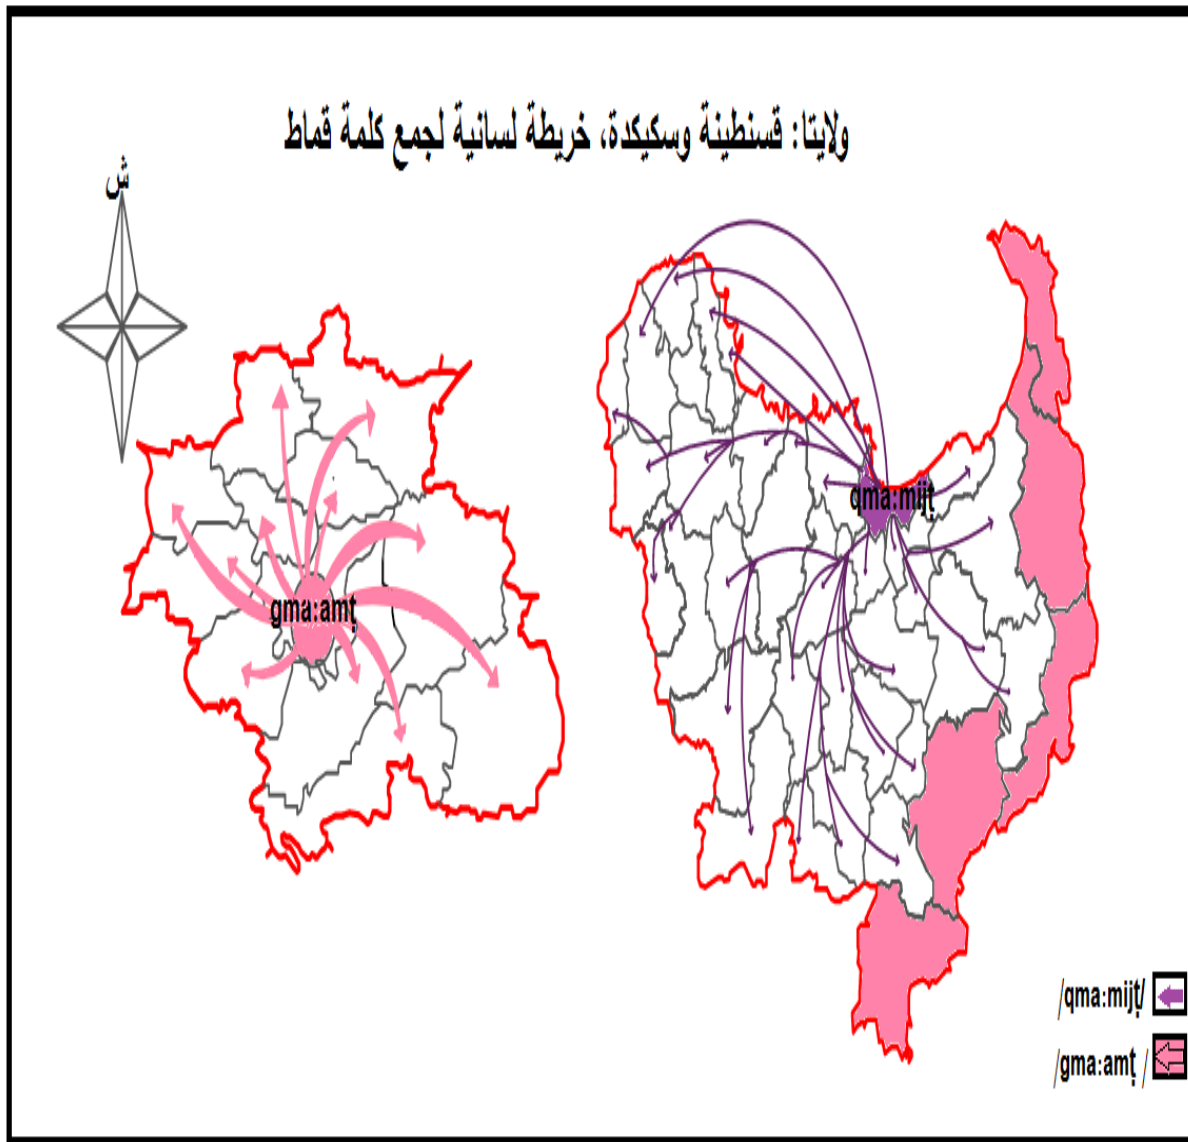 ولايتا: قسنطينة وسكيكدة، خريطة لسانية لجمع كلمة قماط
ش
qma:mijṭ
gma:amṭ
/qma:mijṭ/
/gma:amṭ /